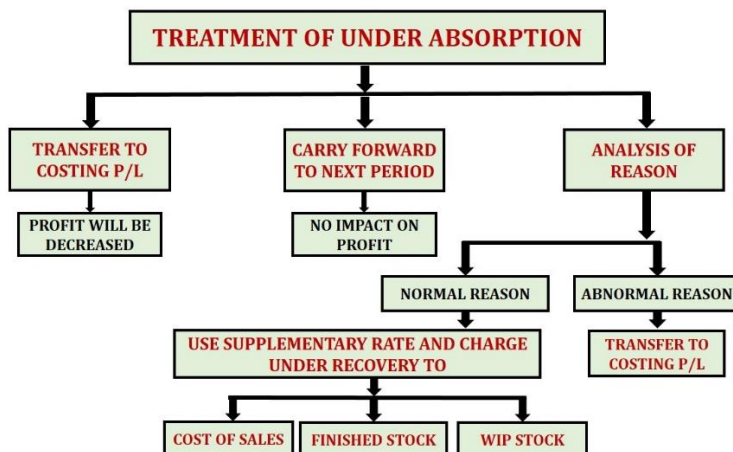 TREATMENT OF UNDER ABSORPTION
TRANSFER TO
COSTING P/L
CARRY FORWARD
TO NEXT PERIOD
ANALYSIS OF
REASON
PROFIT WILL BE
DECREASED
NO IMPACT ON
PROFIT
NORMAL REASON
ABNORMAL REASON
USE SUPPLEMENTARY RATE AND CHARGE
UNDER RECOVERY TO
TRANSFER TO
COSTING P/L
COST OF SALES
FINISHED STOCK
WIP STOCK